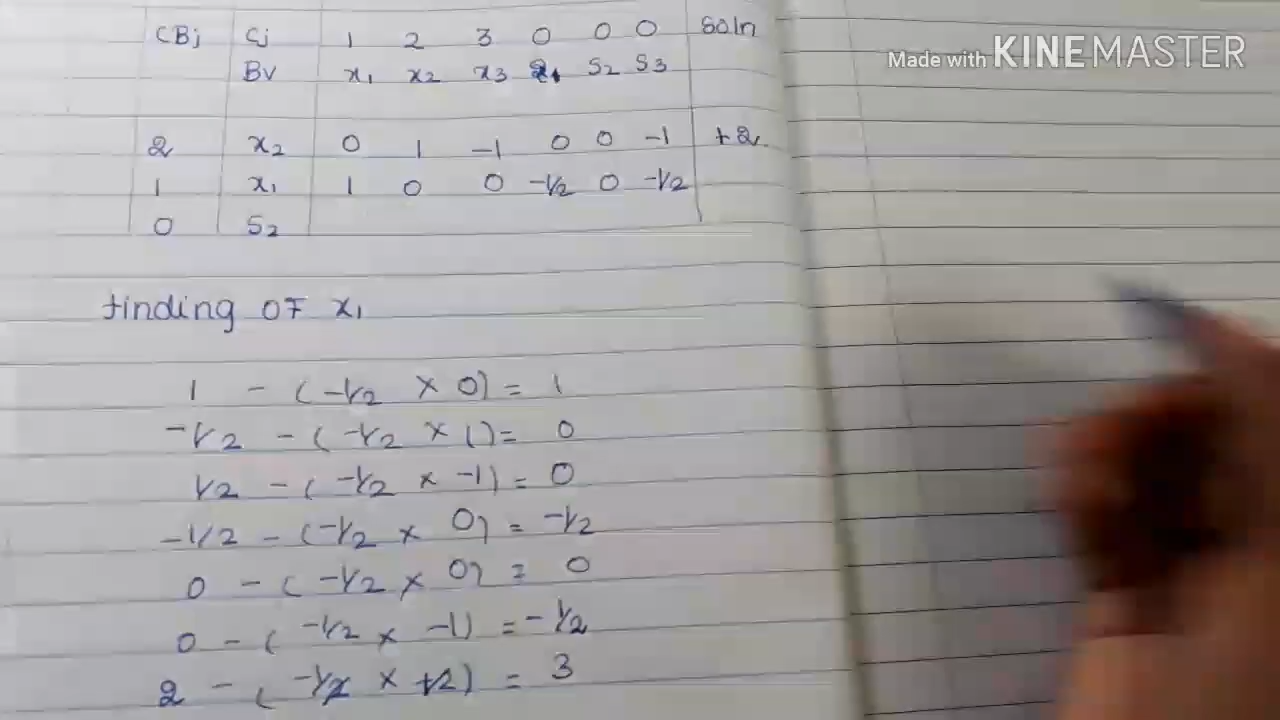 CBj Cj 1 2 3 0 0 0 Soln
Made with KINEMASTER
BV x1 x2 x3 S2 S3
2 x2 0 1 -1 0 0 -1 +2
1 x1 1 0 0 -1/2 0 -1/2
0 S2
finding OF x1
1 - (-1/2 × 0) = 1
-1/2 - (-1/2 × 1) = 0
1/2 - (-1/2 × -1) = 0
-1/2 - (-1/2 × 0) = -1/2
0 - (-1/2 × 0) = 0
0 - (-1/2 × -1) = -1/2
2 - (-1/2 × +2) = 3